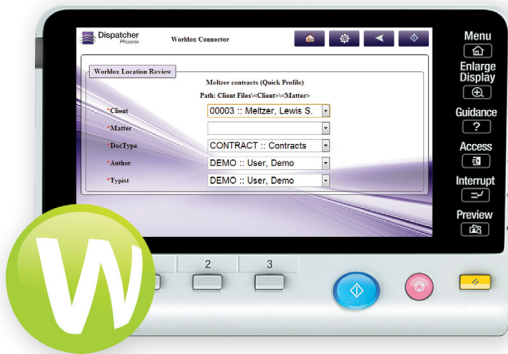 Dispatcher
Phoenix
Worldox Connector
Worldox Location Review
Meltzer contracts (Quick Profile)
Path: Client Files\<Client>\<Matter>
*Client 00003 :: Meltzer, Lewis S.
*Matter
*DocType CONTRACT :: Contracts
*Author DEMO :: User, Demo
*Typist DEMO :: User, Demo
Menu
Enlarge
Display
Guidance
?
Access
Interrupt
Preview
2 3
W